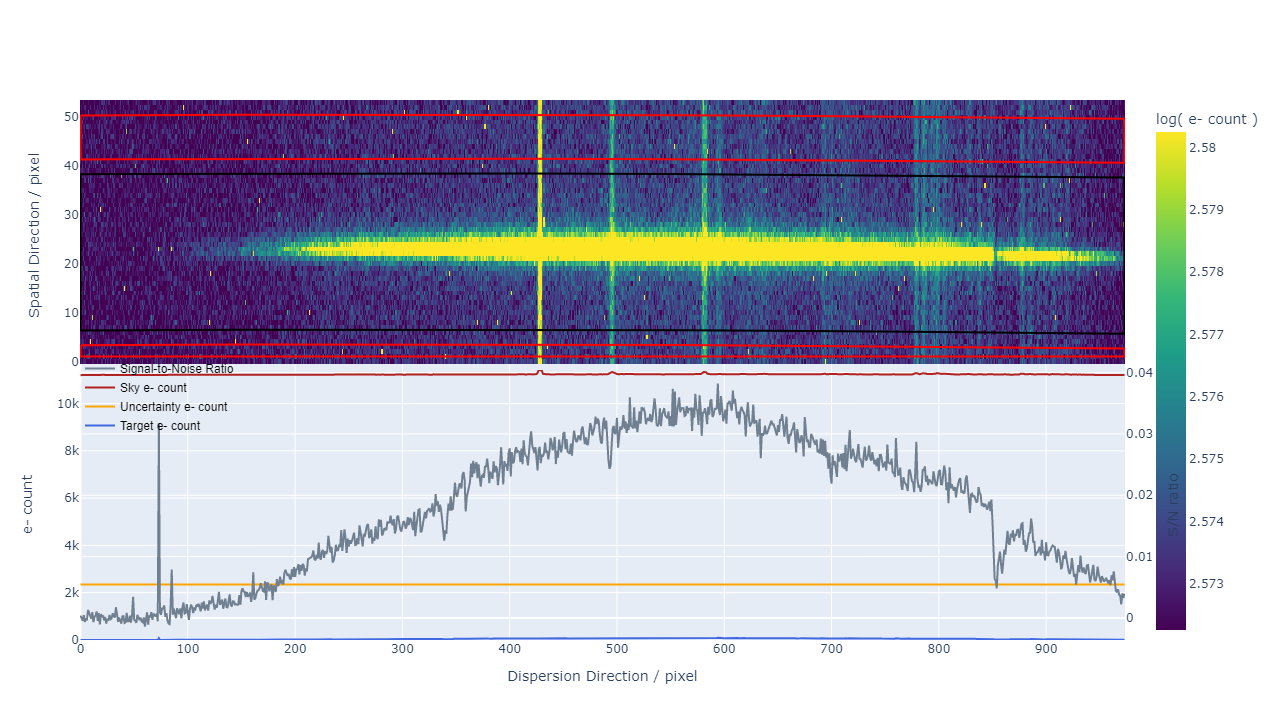 log( e- count )
50
40
30
20
10
0
Spatial Direction / pixel
2.58
2.579
2.578
2.577
2.576
2.575
2.574
2.573
Signal-to-Noise Ratio
Sky e- count
Uncertainty e- count
Target e- count
10k
8k
6k
4k
2k
0
e- count
0.04
0.03
0.02
0.01
0
S/N ratio
0 100 200 300 400 500 600 700 800 900
Dispersion Direction / pixel